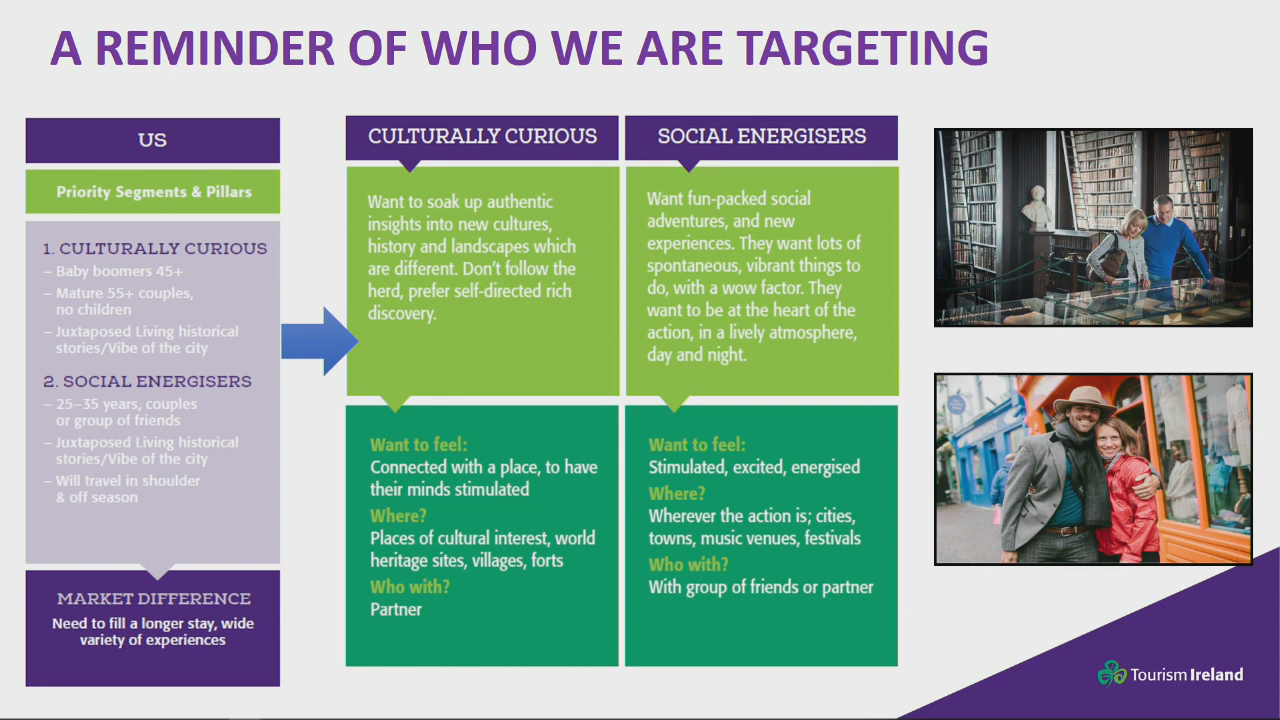 A REMINDER OF WHO WE ARE TARGETING
US
Priority Segments & Pillars
1. CULTURALLY CURIOUS
– Baby boomers 45+
– Mature 55+ couples,
no children
– Juxtaposed Living historical
stories/Vibe of the city
2. SOCIAL ENERGISERS
– 25–35 years, couples
or group of friends
– Juxtaposed Living historical
stories/Vibe of the city
– Will travel in shoulder
& off season
MARKET DIFFERENCE
Need to fill a longer stay, wide
variety of experiences
CULTURALLY CURIOUS
Want to soak up authentic
insights into new cultures,
history and landscapes which
are different. Don't follow the
herd, prefer self-directed rich
discovery.
Want to feel:
Connected with a place, to have
their minds stimulated
Where?
Places of cultural interest, world
heritage sites, villages, forts
Who with?
Partner
SOCIAL ENERGISERS
Want fun-packed social
adventures, and new
experiences. They want lots of
spontaneous, vibrant things to
do, with a wow factor. They
want to be at the heart of the
action, in a lively atmosphere,
day and night.
Want to feel:
Stimulated, excited, energised
Where?
Wherever the action is; cities,
towns, music venues, festivals
Who with?
With group of friends or partner
Tourism Ireland